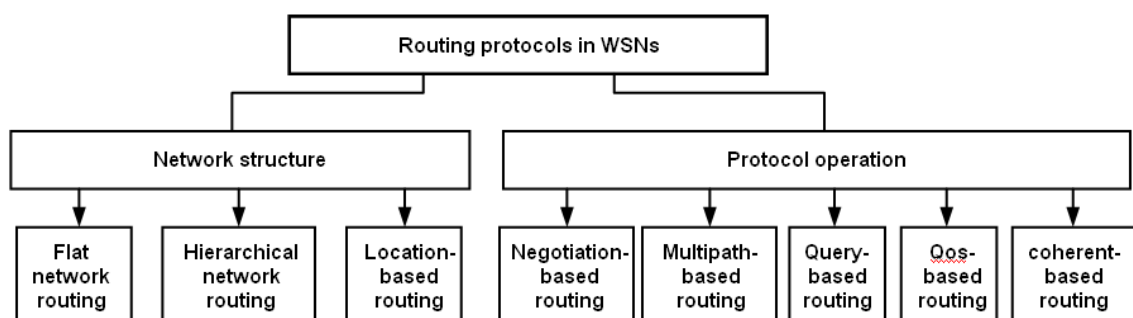 Routing protocols in WSNs
Network structure
Protocol operation
Flat
network
routing
Hierarchical
network
routing
Location-
based routing
Negotiation-
based routing
Multipath-
based routing
Query-
based
routing
Qos-
based
routing
coherent-
based
routing